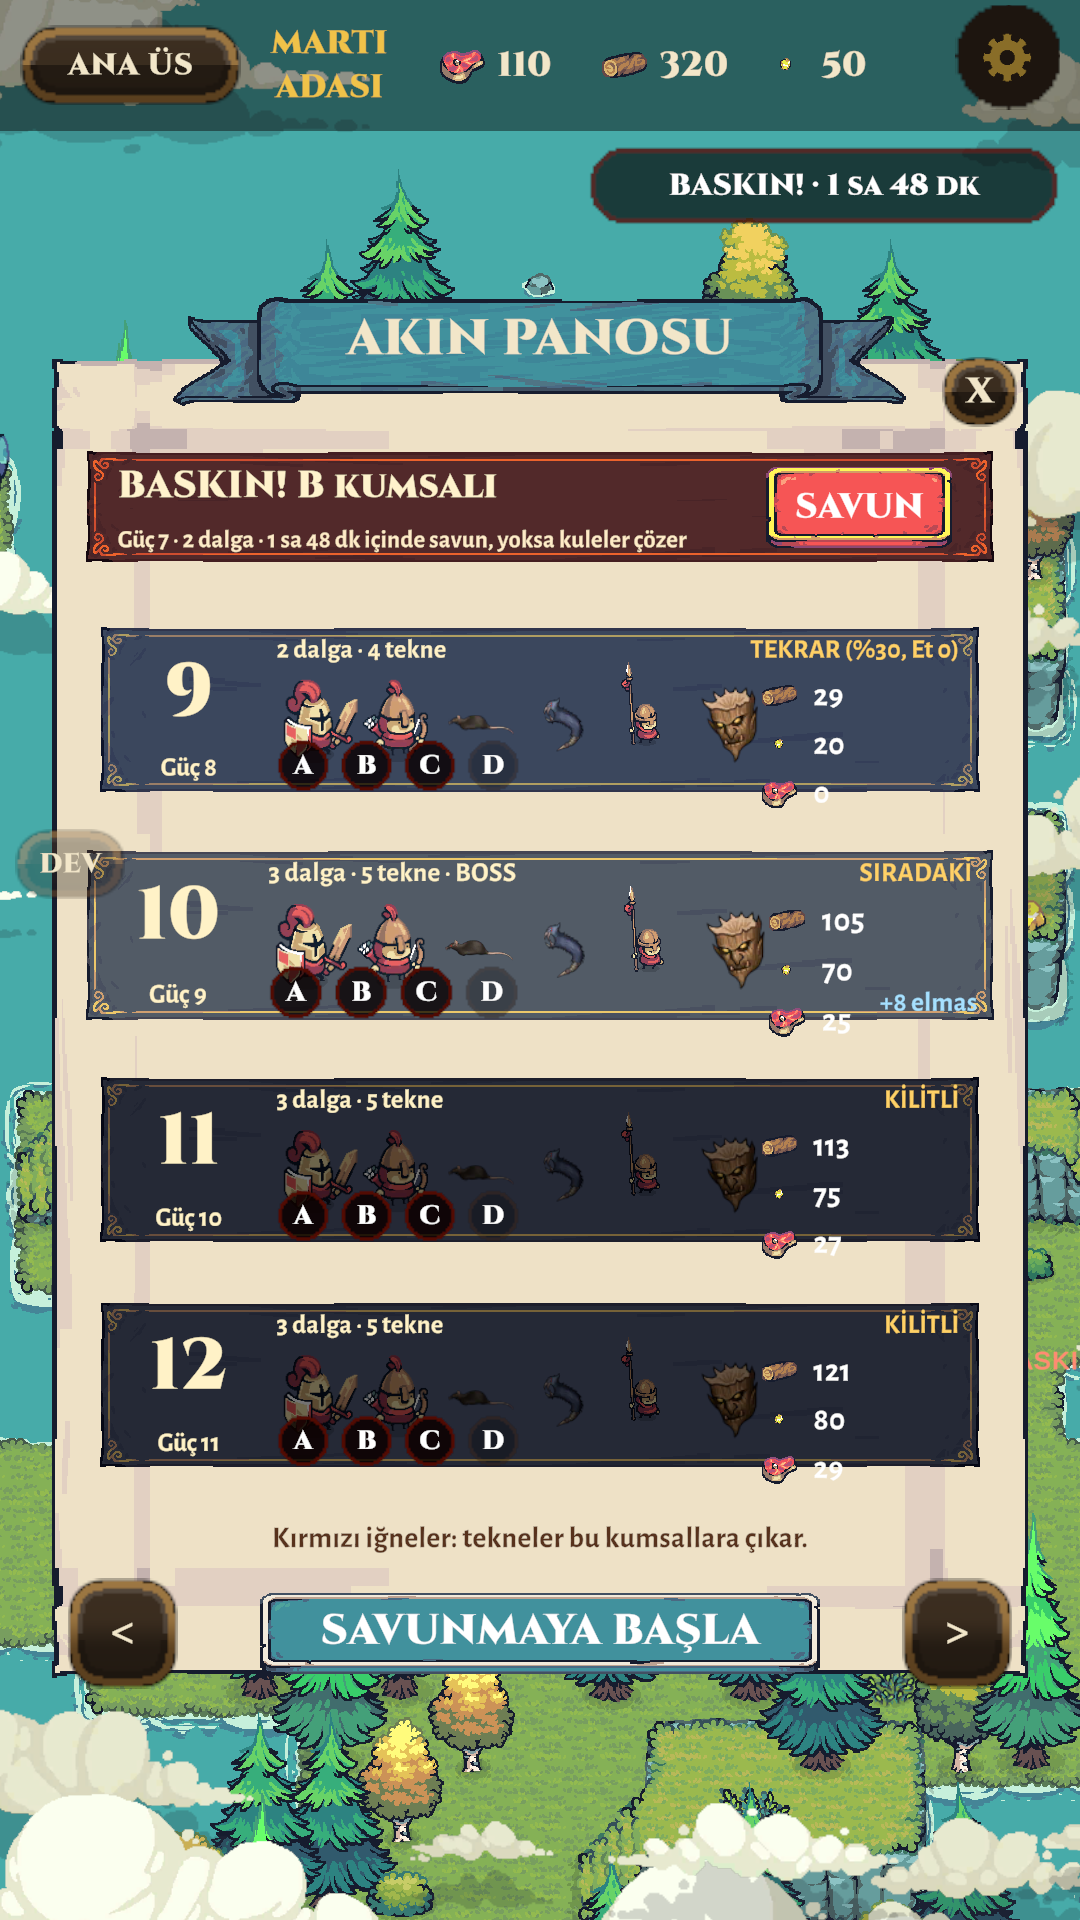 ANA ÜS
MARTI
ADASI
110
320
50
BASKIN! · 1 SA 48 DK
AKIN PANOSU
X
BASKIN! B KUMSALI
Güç 7 · 2 dalga · 1 sa 48 dk içinde savun, yoksa kuleler çözer
SAVUN
2 dalga · 4 tekne
TEKRAR (%30, Et 0)
9
29
20
Güç 8
A B C D
0
DEV
3 dalga · 5 tekne · BOSS
SIRADAKİ
10
105
70
Güç 9
A B C D
+8 elmas
25
3 dalga · 5 tekne
KİLİTLİ
11
113
75
Güç 10
A B C D
27
3 dalga · 5 tekne
KİLİTLİ
12
121
80
Güç 11
A B C D
29
Kırmızı iğneler: tekneler bu kumsallara çıkar.
<
SAVUNMAYA BAŞLA
>